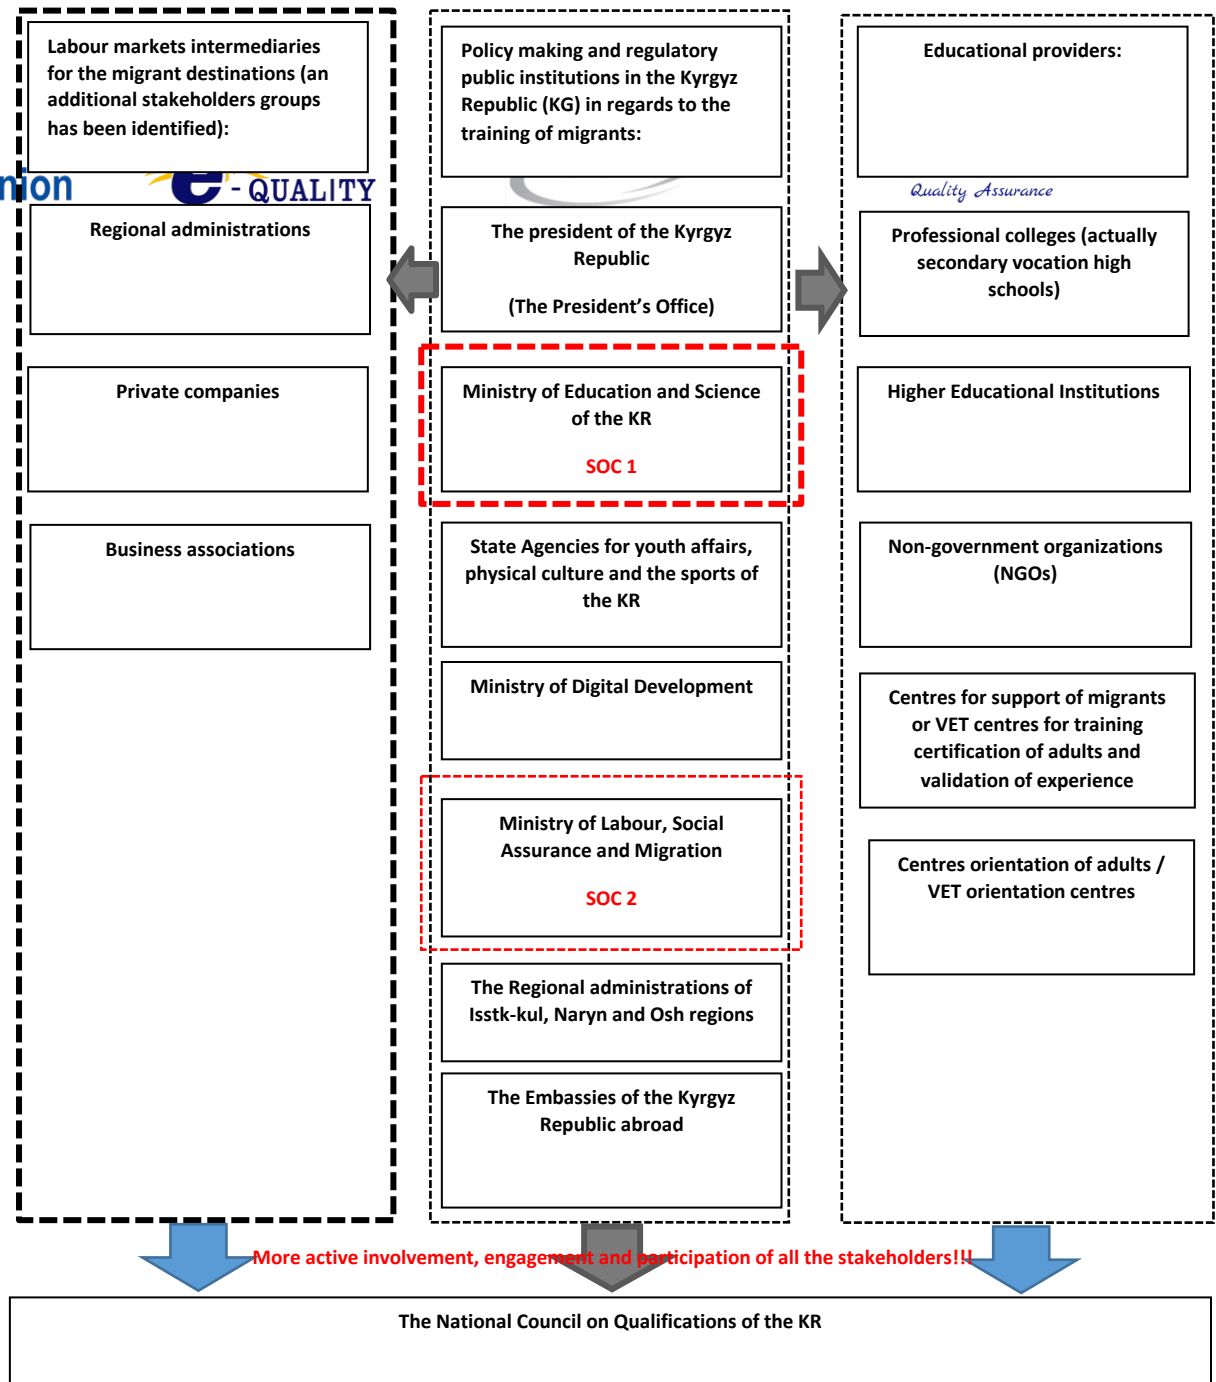 Labour markets intermediaries
for the migrant destinations (an
additional stakeholders groups
has been identified):
nion
e - QUALITY
Regional administrations
Private companies
Business associations
Policy making and regulatory
public institutions in the Kyrgyz
Republic (KG) in regards to the
training of migrants:
The president of the Kyrgyz
Republic
(The President’s Office)
Ministry of Education and Science
of the KR
SOC 1
State Agencies for youth affairs,
physical culture and the sports of
the KR
Ministry of Digital Development
Ministry of Labour, Social
Assurance and Migration
SOC 2
The Regional administrations of
Isstk-kul, Naryn and Osh regions
The Embassies of the Kyrgyz
Republic abroad
Educational providers:
Quality Assurance
Professional colleges (actually
secondary vocation high
schools)
Higher Educational Institutions
Non-government organizations
(NGOs)
Centres for support of migrants
or VET centres for training
certification of adults and
validation of experience
Centres orientation of adults /
VET orientation centres
More active involvement, engagement and participation of all the stakeholders!!!
The National Council on Qualifications of the KR